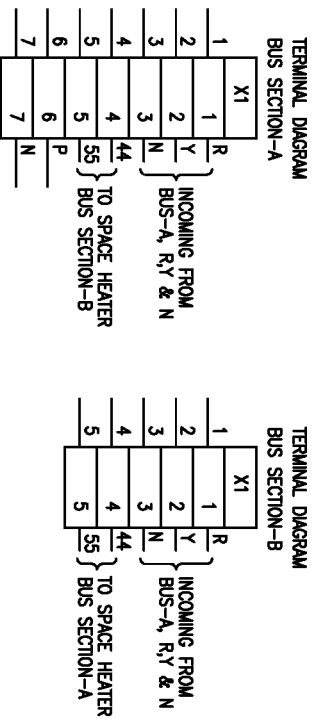 TERMINAL DIAGRAM
BUS SECTION-A
X1
1 1 R
2 2 Y
3 3 N
4 4 44
5 5 55
6 6 P
7 7 N
INCOMING FROM
BUS-A, R,Y & N
TO SPACE HEATER
BUS SECTION-B
TERMINAL DIAGRAM
BUS SECTION-B
X1
1 1 R
2 2 Y
3 3 N
4 4 44
5 5 55
INCOMING FROM
BUS-A, R,Y & N
TO SPACE HEATER
BUS SECTION-A